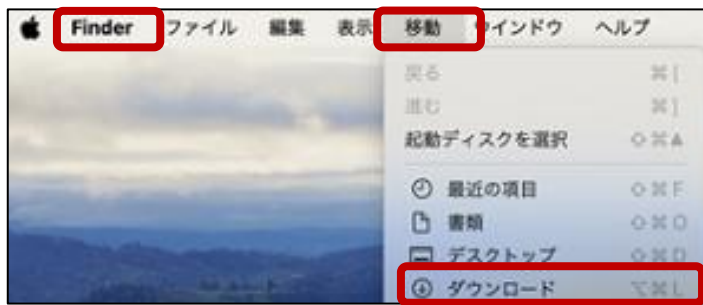 Finder ファイル 編集 表示 移動 ウインドウ ヘルプ
戻る ⌘[
進む ⌘]
起動ディスクを選択 ⇧⌘▲
最近の項目 ⇧⌘F
書類 ⇧⌘O
デスクトップ ⇧⌘D
ダウンロード ⌥⌘L